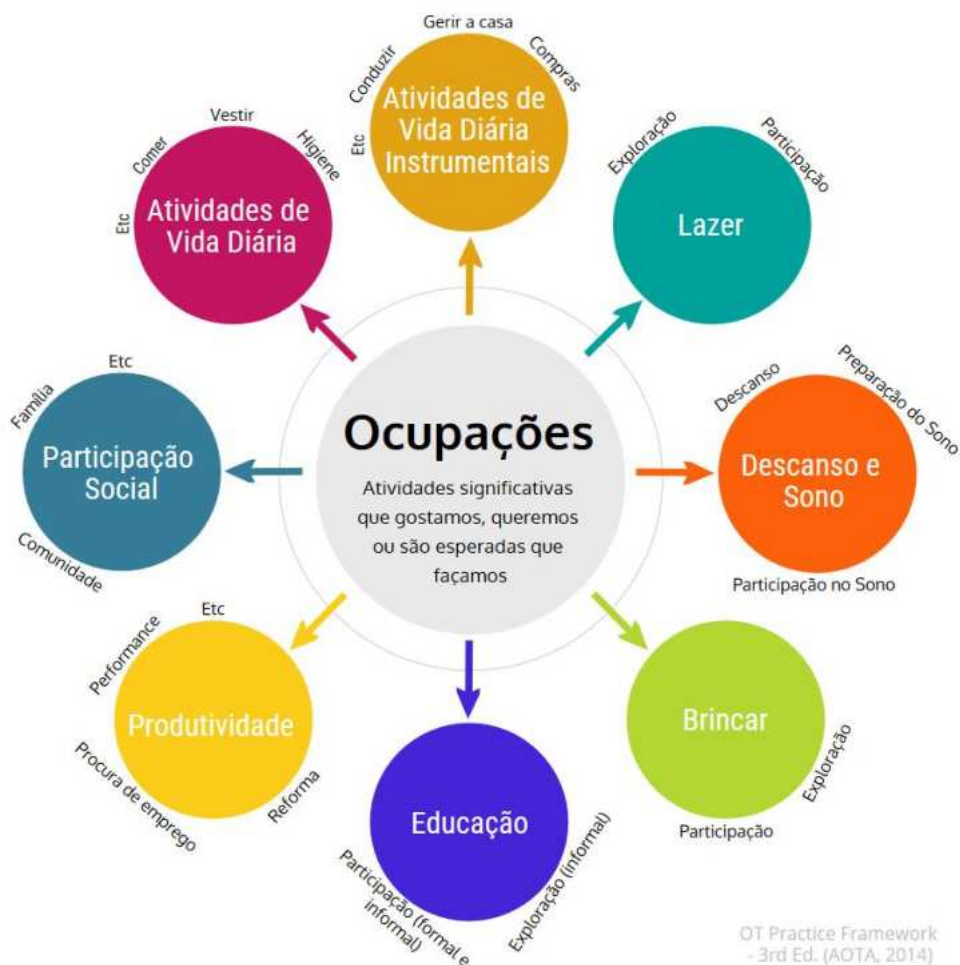 Gerir a casa
Conduzir
Compras
Etc
Atividades de
Vida Diária
Instrumentais
Vestir
Comer
Higiene
Etc
Atividades de
Vida Diária
Exploração
Participação
Lazer
Etc
Família
Participação
Social
Comunidade
Ocupações
Atividades significativas
que gostamos, queremos
ou são esperadas que
façamos
Descanso
Preparação do Sono
Descanso e
Sono
Participação no Sono
Etc
Performance
Produtividade
Procura de emprego
Reforma
Brincar
Exploração
Participação
Educação
Participação (formal e
informal)
Exploração (informal)
OT Practice Framework
- 3rd Ed. (AOTA, 2014)